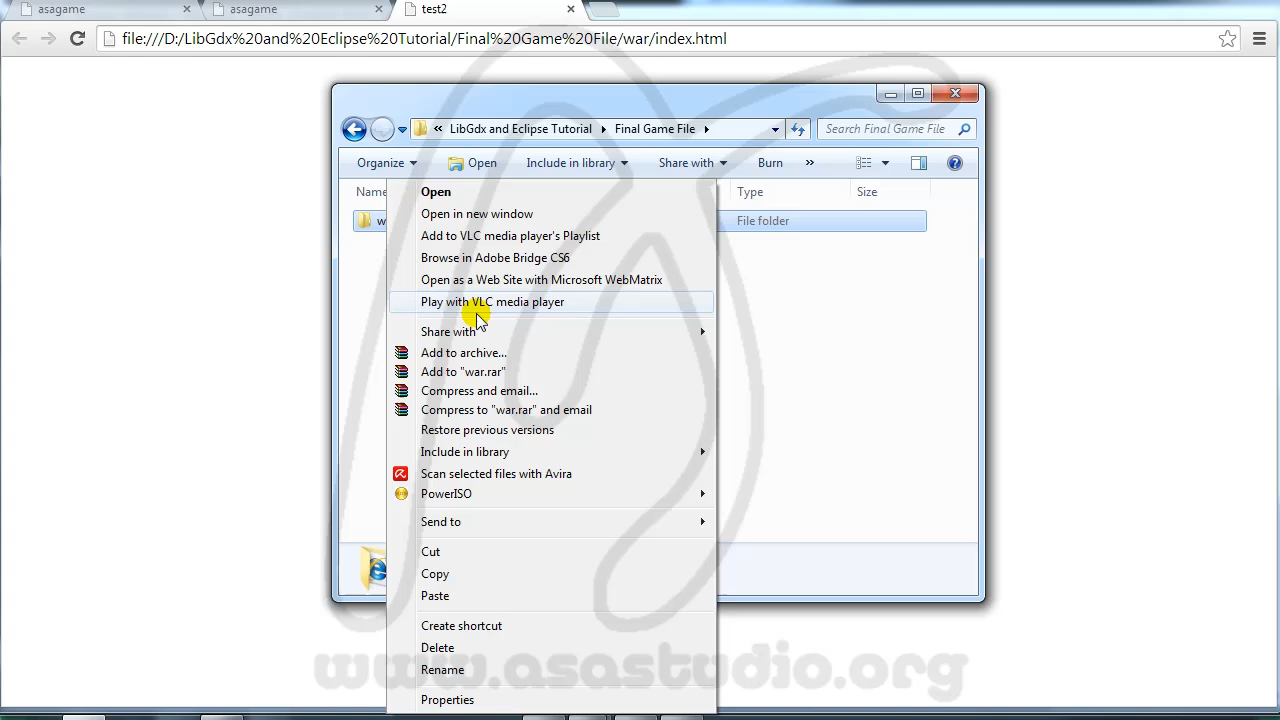 asagame
asagame
test2
file:///D:/LibGdx%20and%20Eclipse%20Tutorial/Final%20Game%20File/war/index.html
« LibGdx and Eclipse Tutorial Final Game File
Search Final Game File
Organize Open Include in library Share with Burn »
Name Type Size
w File folder
Open
Open in new window
Add to VLC media player's Playlist
Browse in Adobe Bridge CS6
Open as a Web Site with Microsoft WebMatrix
Play with VLC media player
Share with
Add to archive...
Add to "war.rar"
Compress and email...
Compress to "war.rar" and email
Restore previous versions
Include in library
Scan selected files with Avira
PowerISO
Send to
Cut
Copy
Paste
Create shortcut
Delete
Rename
Properties
www.asastudio.org